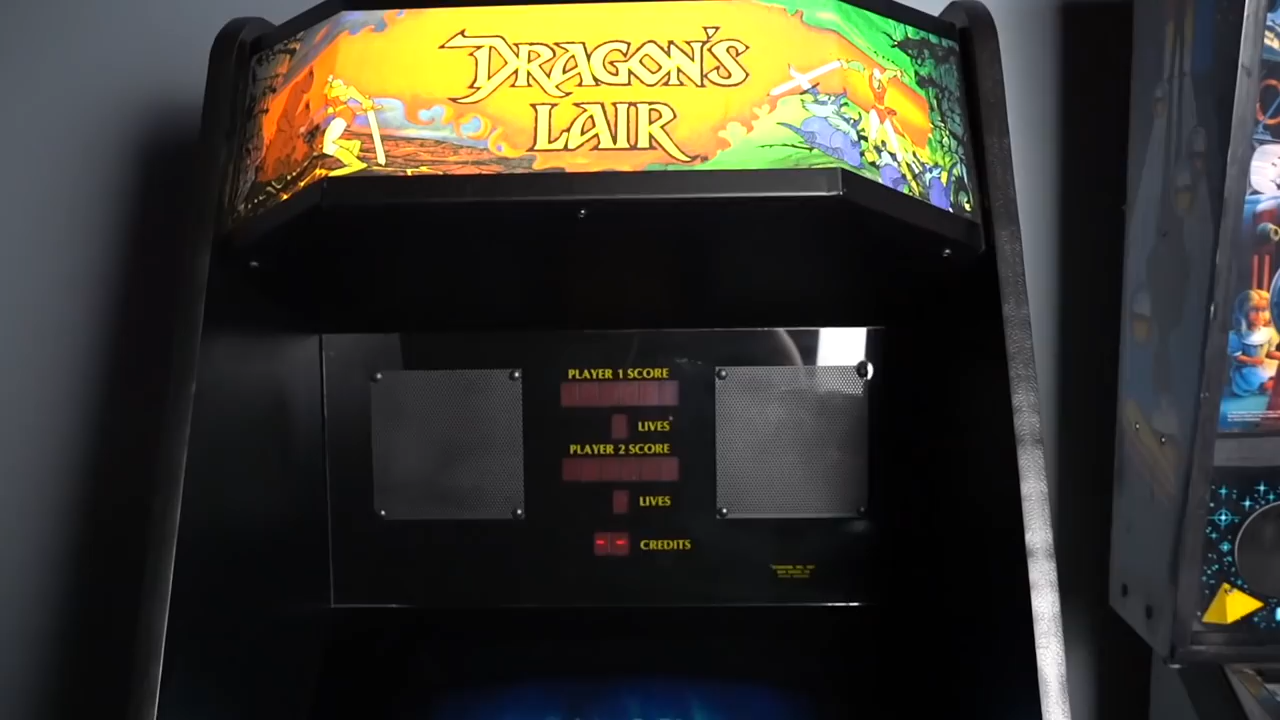 DRAGON'S
LAIR
PLAYER 1 SCORE
LIVES
PLAYER 2 SCORE
LIVES
-- CREDITS